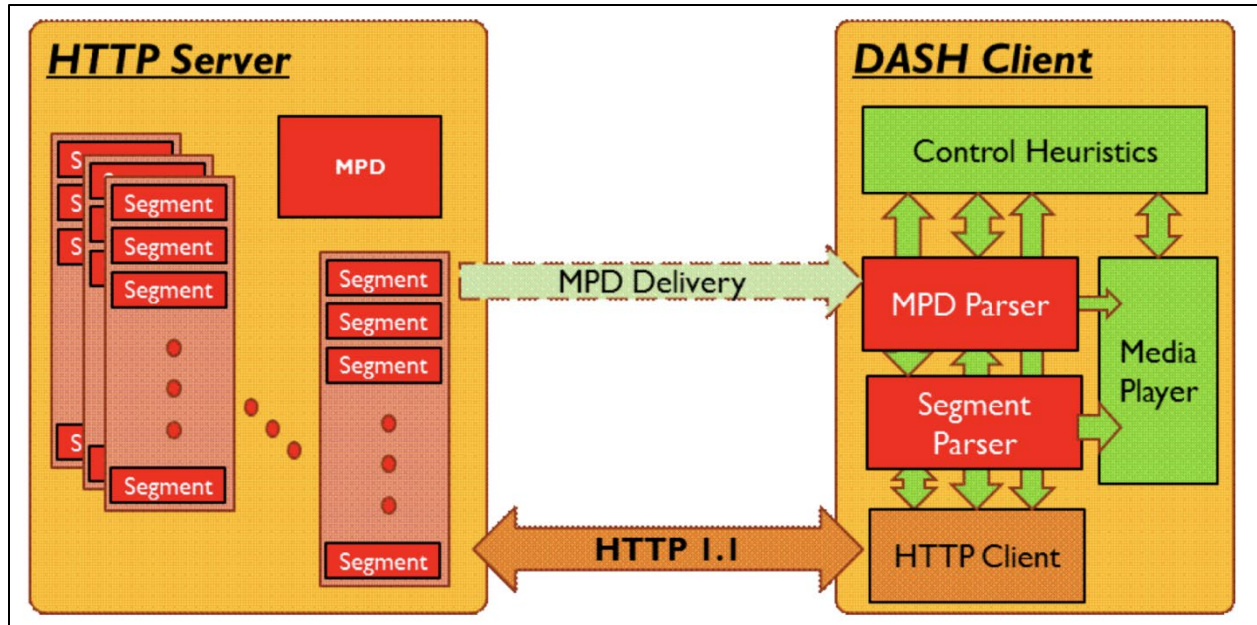 HTTP Server
MPD
S
S
S
S
Se
Segment
Segment
Segment
Segment
Segment
Segment
Segment
Segment
MPD Delivery
HTTP 1.1
DASH Client
Control Heuristics
MPD Parser
Segment
Parser
Media
Player
HTTP Client